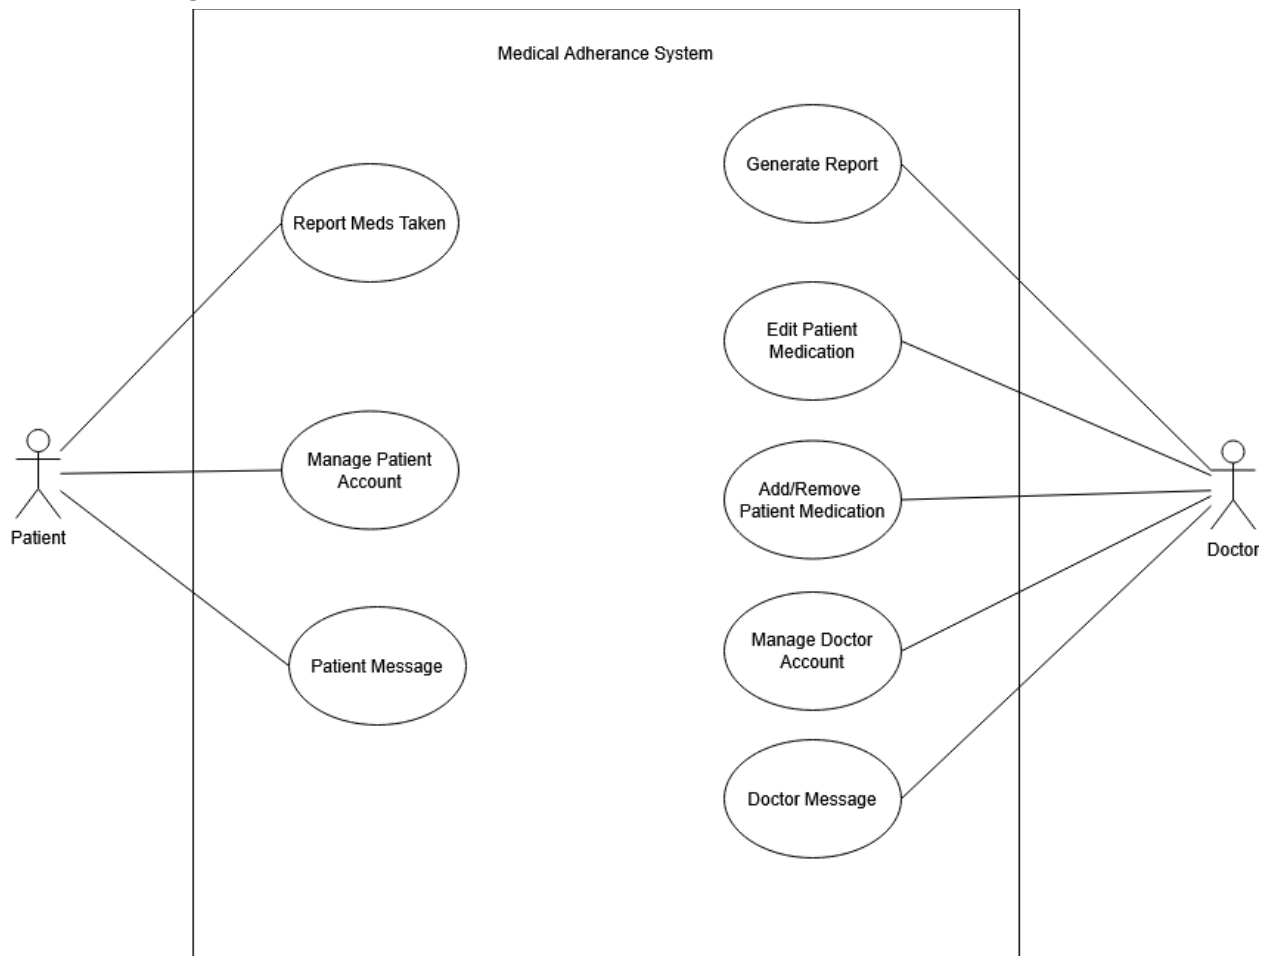 Medical Adherance System
Generate Report
Report Meds Taken
Edit Patient
Medication
Manage Patient
Account
Add/Remove
Patient Medication
Patient
Doctor
Manage Doctor
Account
Patient Message
Doctor Message